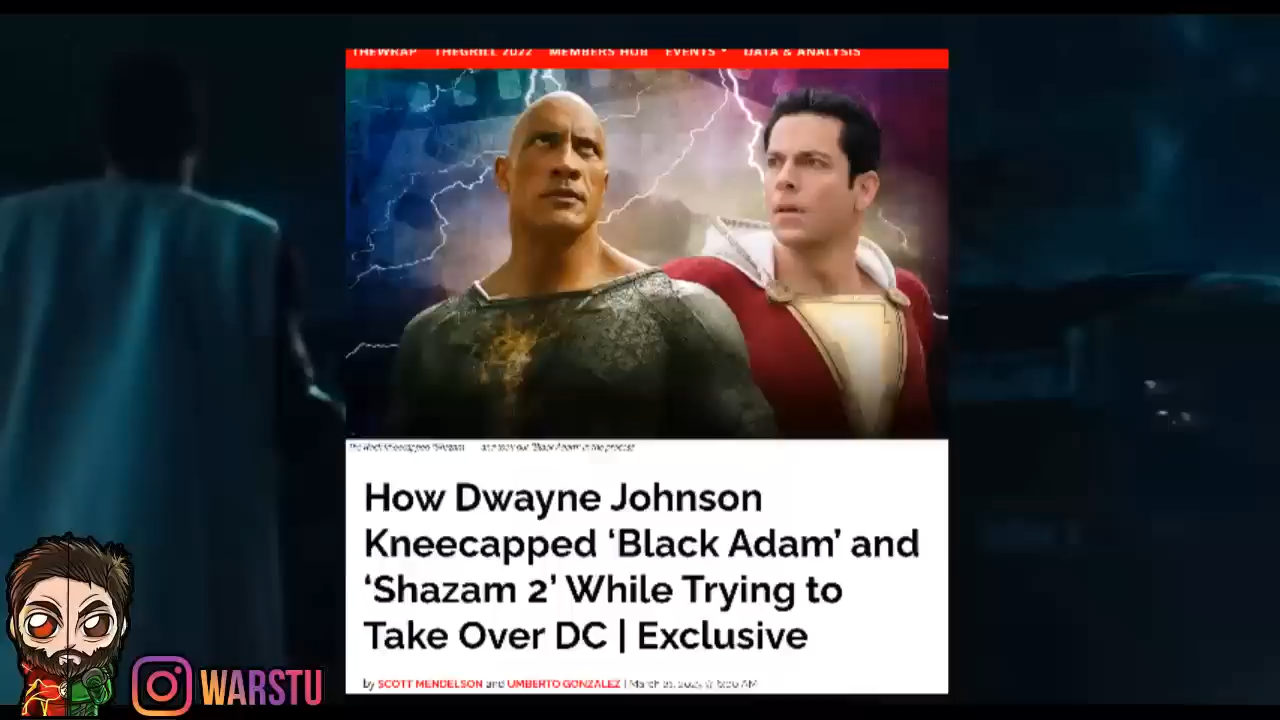 THEWRAP THEGRILL 2022 MEMBERS HUB EVENTS DATA & ANALYSIS
How Dwayne Johnson
Kneecapped ‘Black Adam’ and
‘Shazam 2’ While Trying to
Take Over DC | Exclusive
by SCOTT MENDELSON and UMBERTO GONZALEZ | March
WARSTU